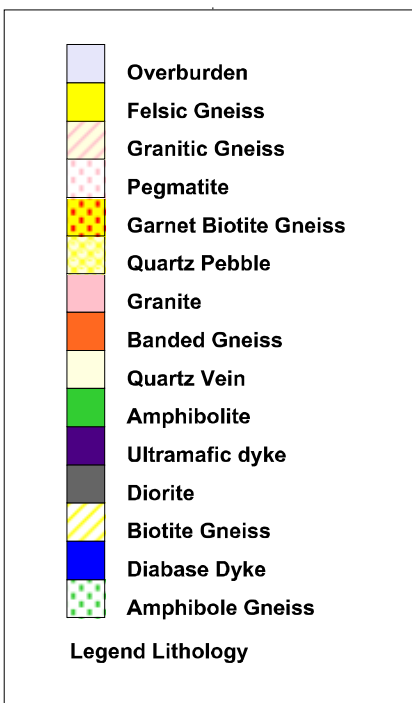 Overburden
Felsic Gneiss
Granitic Gneiss
Pegmatite
Garnet Biotite Gneiss
Quartz Pebble
Granite
Banded Gneiss
Quartz Vein
Amphibolite
Ultramafic dyke
Diorite
Biotite Gneiss
Diabase Dyke
Amphibole Gneiss
Legend Lithology